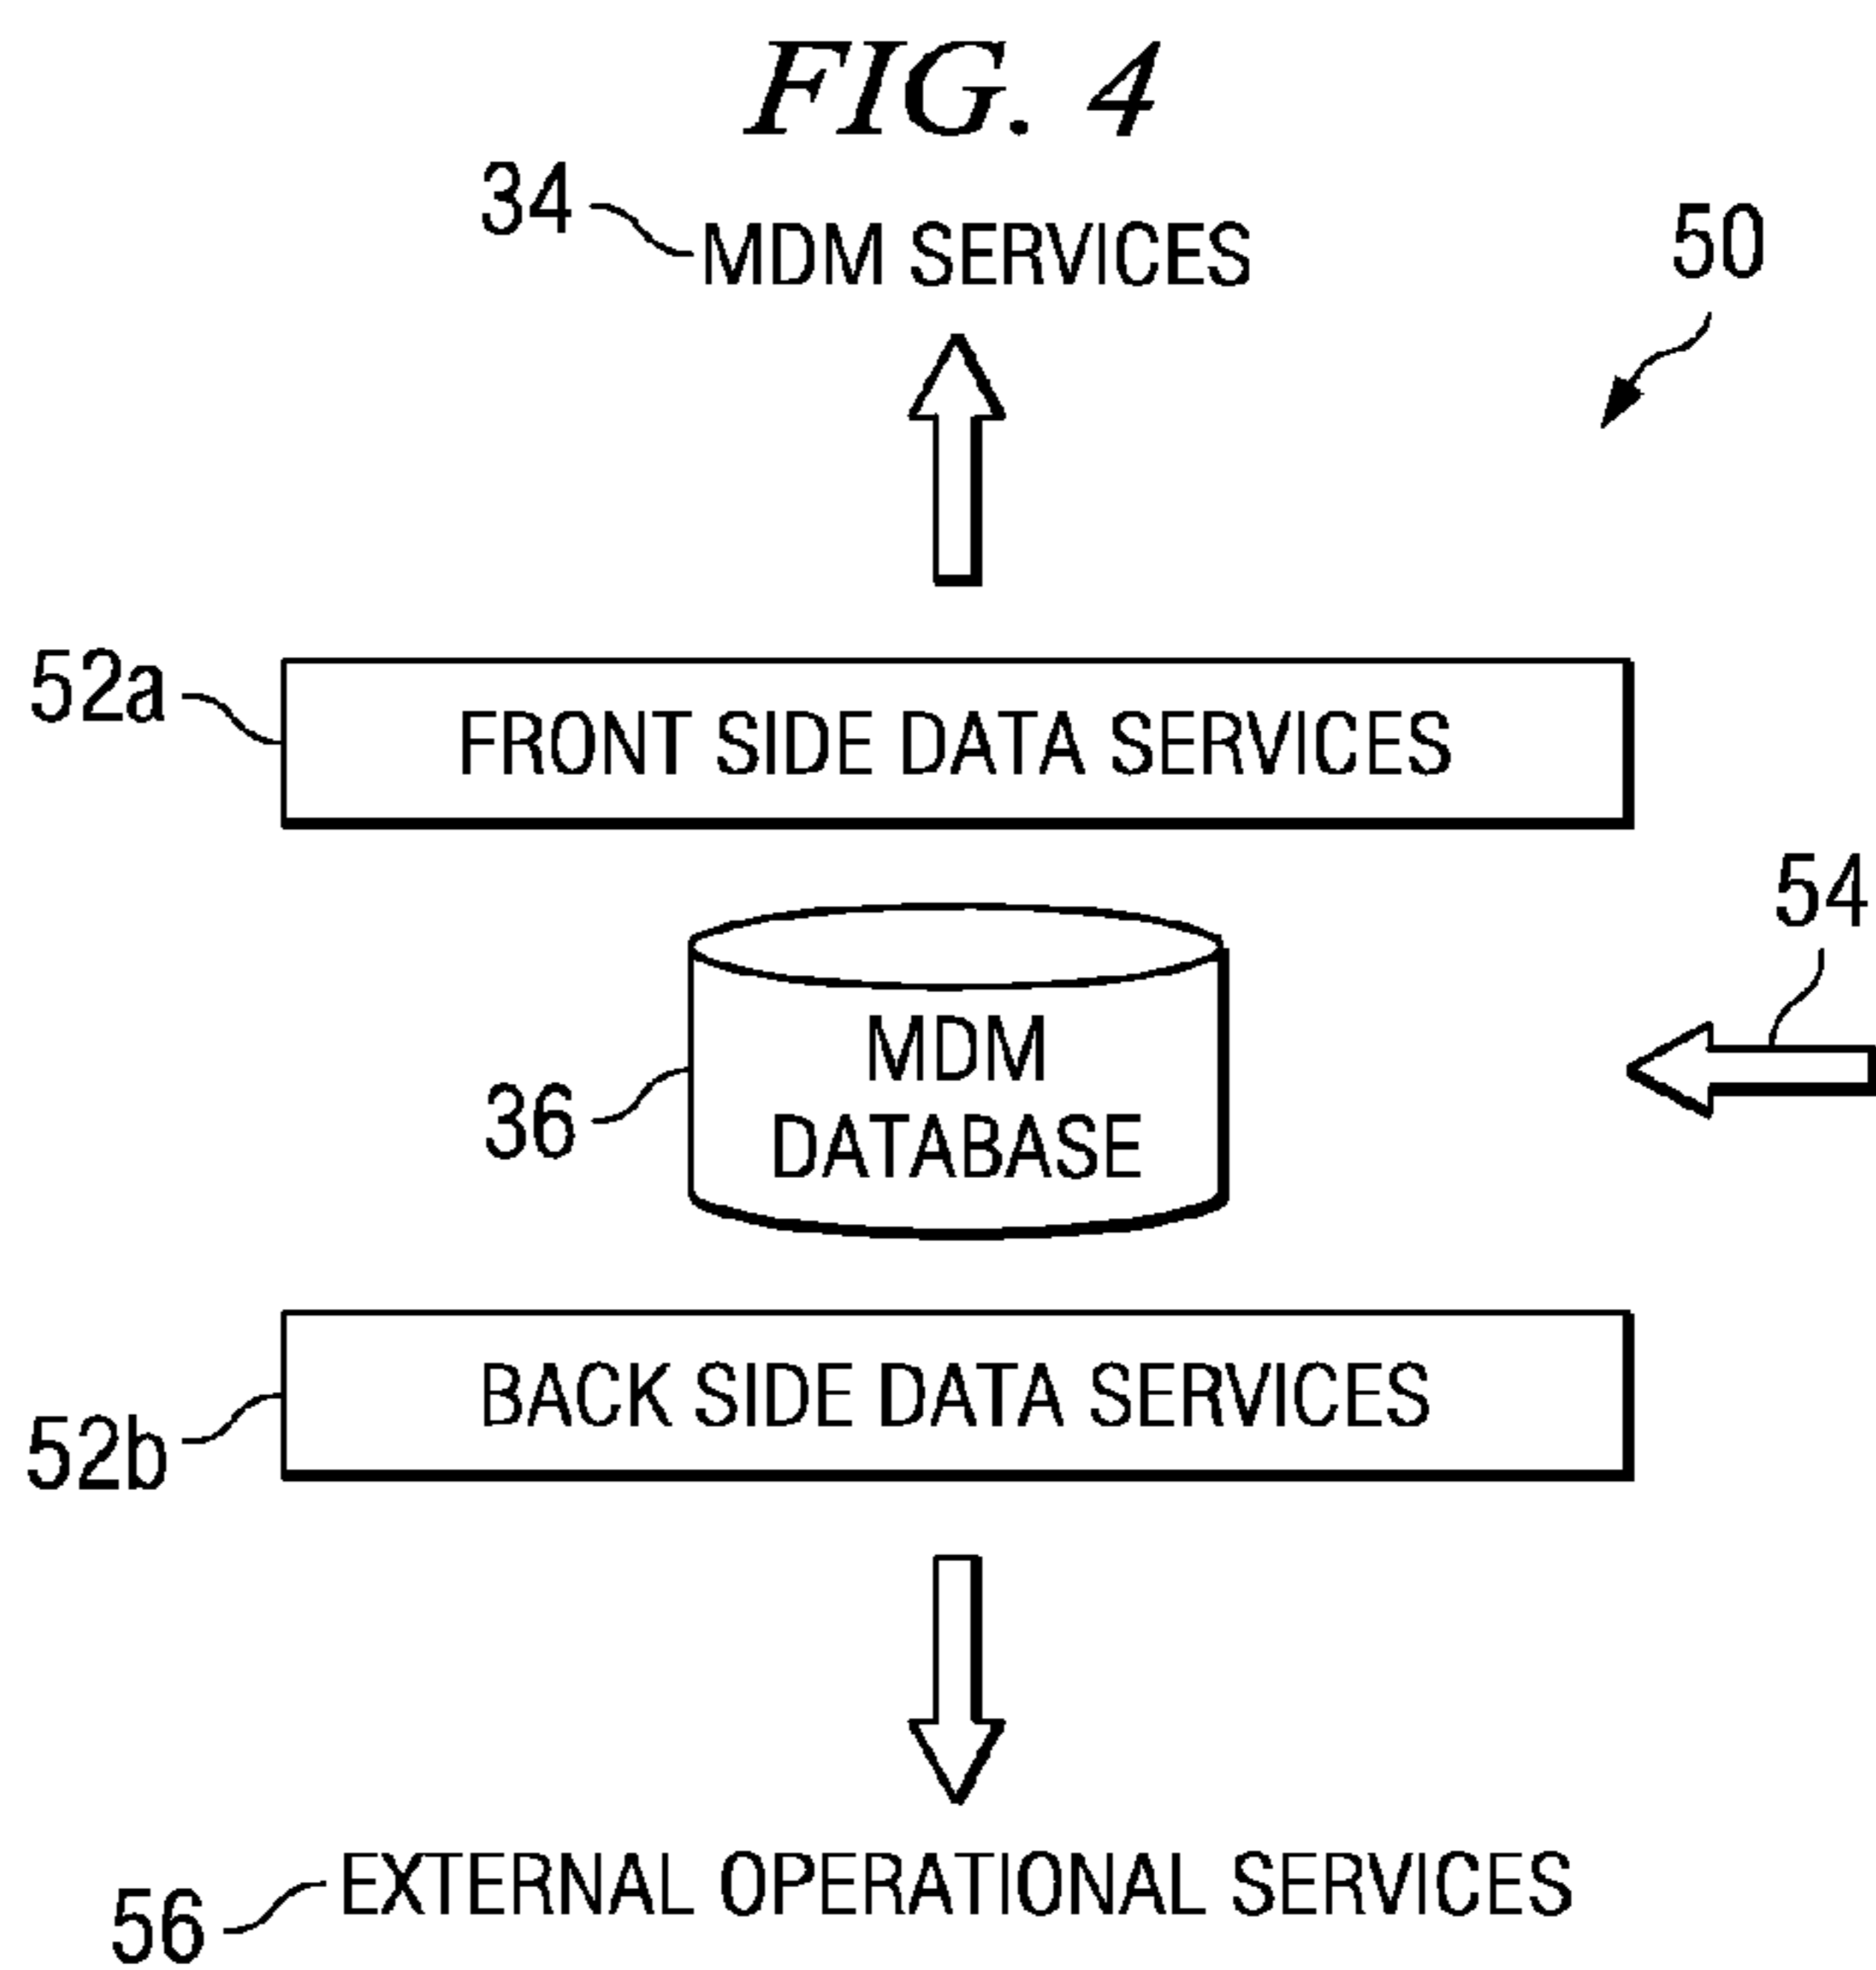 FIG. 4
34
MDM SERVICES
50
52a
FRONT SIDE DATA SERVICES
54
MDM
DATABASE
36
BACK SIDE DATA SERVICES
52b
EXTERNAL OPERATIONAL SERVICES
56